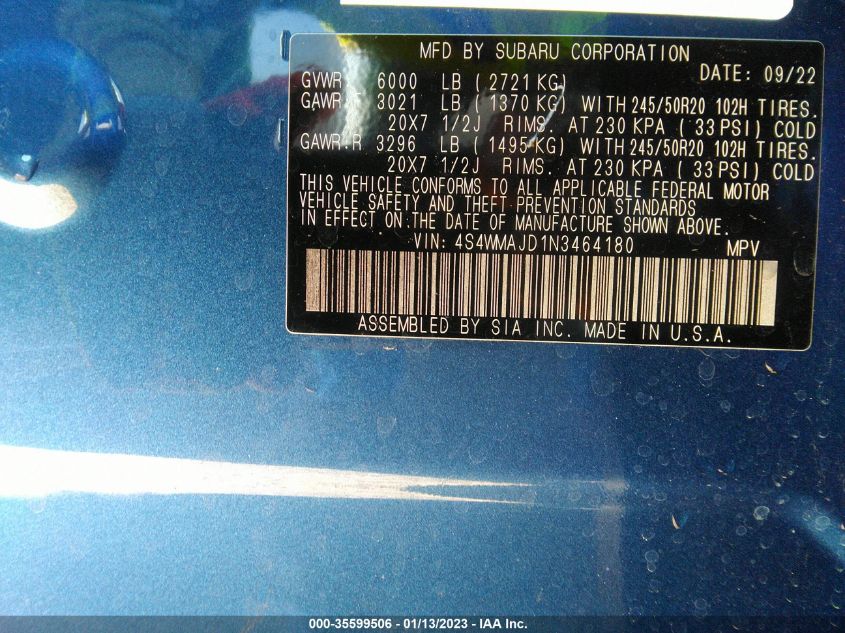 MFD BY SUBARU CORPORATION
DATE: 09/22
GVWR: 6000 LB ( 2721 KG)
GAWR:F 3021 LB ( 1370 KG) WITH 245/50R20 102H TIRES.
20X7 1/2J RIMS. AT 230 KPA ( 33 PSI) COLD
GAWR:R 3296 LB ( 1495 KG) WITH 245/50R20 102H TIRES.
20X7 1/2J RIMS. AT 230 KPA ( 33 PSI) COLD
THIS VEHICLE CONFORMS TO ALL APPLICABLE FEDERAL MOTOR
VEHICLE SAFETY AND THEFT PREVENTION STANDARDS
IN EFFECT ON THE DATE OF MANUFACTURE SHOWN ABOVE.
VIN: 4S4WMAJD1N3464180 MPV
ASSEMBLED BY SIA INC. MADE IN U.S.A.
000-35599506 - 01/13/2023 - IAA Inc.